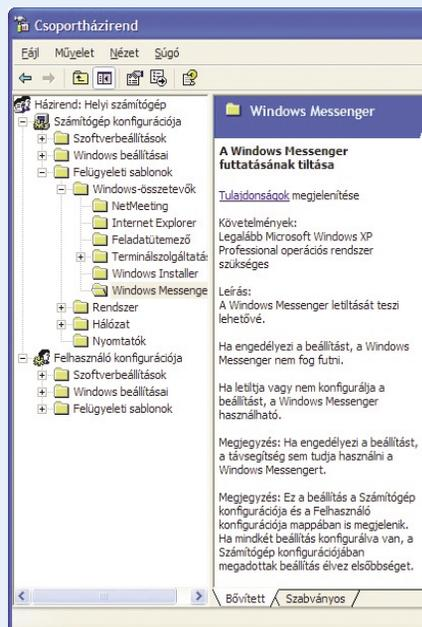 Csoportházirend
Fájl Művelet Nézet Súgó
Házirend: Helyi számítógép
Számítógép konfigurációja
Szoftverbeállítások
Windows beállításai
Felügyeleti sablonok
Windows-összetevők
NetMeeting
Internet Explorer
Feladatütemező
Terminálszolgáltatás
Windows Installer
Windows Messenge
Rendszer
Hálózat
Nyomtatók
Felhasználó konfigurációja
Szoftverbeállítások
Windows beállításai
Felügyeleti sablonok
Windows Messenger
A Windows Messenger
futtatásának tiltása
Tulajdonságok megjelenítése
Követelmények:
Legalább Microsoft Windows XP
Professional operációs rendszer
szükséges
Leírás:
A Windows Messenger letiltását teszi
lehetővé.
Ha engedélyezi a beállítást, a Windows
Messenger nem fog futni.
Ha letiltja vagy nem konfigurálja a
beállítást, a Windows Messenger
használható.
Megjegyzés: Ha engedélyezi a beállítást,
a távsegítség sem tudja használni a
Windows Messengert.
Megjegyzés: Ez a beállítás a Számítógép
konfigurációja és a Felhasználó
konfigurációja mappában is megjelenik.
Ha mindkét beállítás konfigurálva van, a
Számítógép konfigurációjában
megadottak beállítás élvez elsőbbséget.
Bővített Szabványos